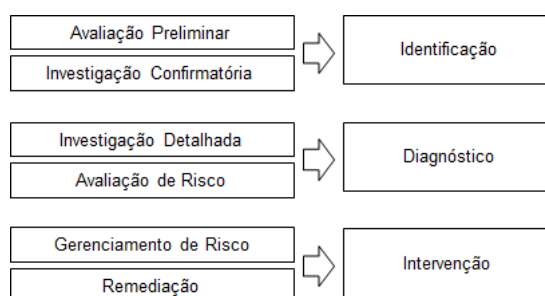 Avaliação Preliminar
Investigação Confirmatória
Identificação
Investigação Detalhada
Avaliação de Risco
Diagnóstico
Gerenciamento de Risco
Remediação
Intervenção